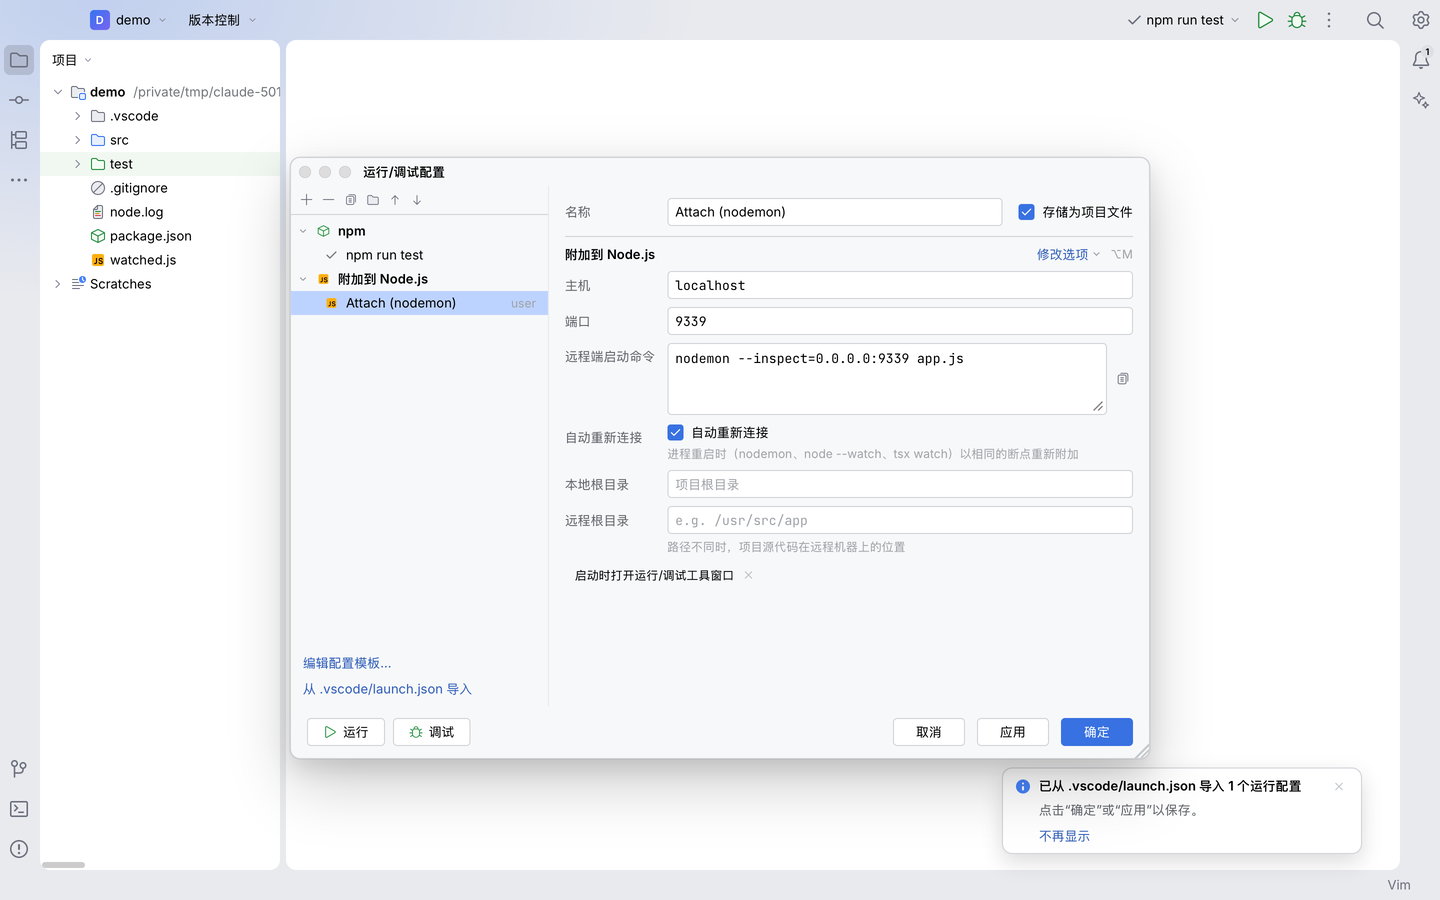 D demo 版本控制 npm run test
项目
demo /private/tmp/claude-501
.vscode
src
test
.gitignore
node.log
package.json
JS watched.js
Scratches
1
运行/调试配置
npm
npm run test
JS 附加到 Node.js
JS Attach (nodemon) user
编辑配置模板...
从 .vscode/launch.json 导入
名称 Attach (nodemon) 存储为项目文件
附加到 Node.js 修改选项 ⌥M
主机 localhost
端口 9339
远程端启动命令 nodemon --inspect=0.0.0.0:9339 app.js
自动重新连接 自动重新连接
进程重启时（nodemon、node --watch、tsx watch）以相同的断点重新附加
本地根目录 项目根目录
远程根目录 e.g. /usr/src/app
路径不同时，项目源代码在远程机器上的位置
启动时打开运行/调试工具窗口
运行 调试 取消 应用 确定
已从 .vscode/launch.json 导入 1 个运行配置
点击“确定”或“应用”以保存。
不再显示
Vim